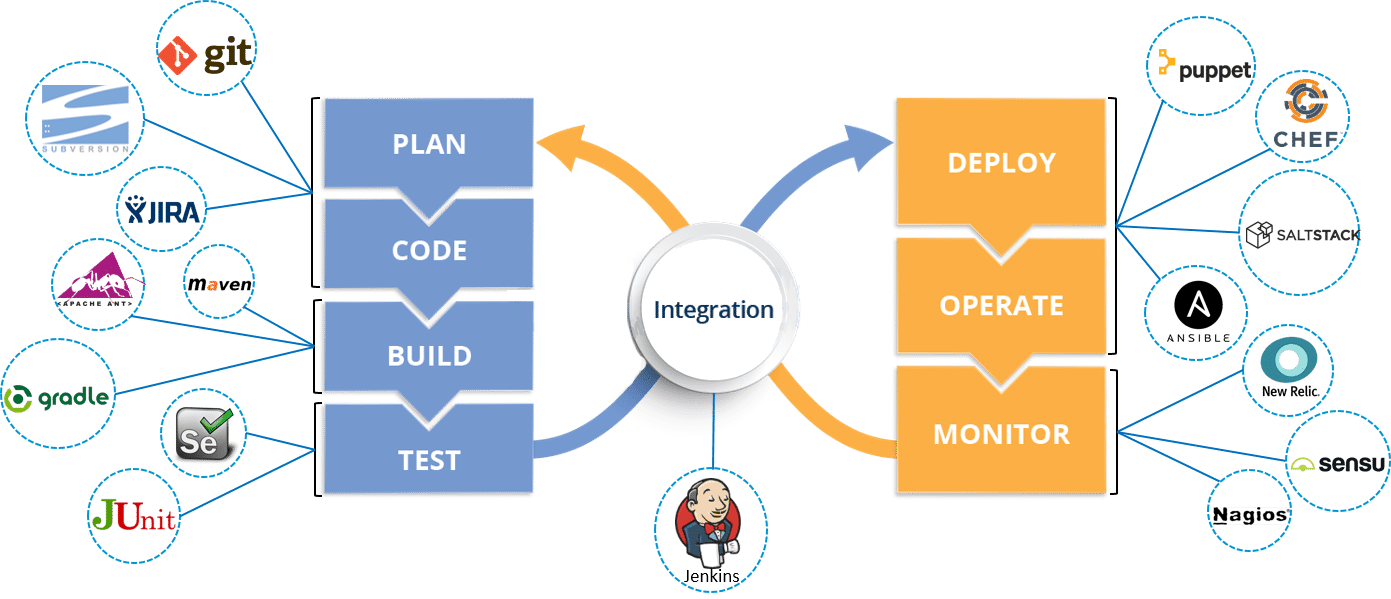 git
SUBVERSION
JIRA
<APACHE ANT>
maven
gradle
Se
JUnit
PLAN
CODE
BUILD
TEST
Integration
Jenkins
DEPLOY
OPERATE
MONITOR
puppet
CHEF
SALTSTACK
A
ANSIBLE
New Relic.
sensu
Nagios